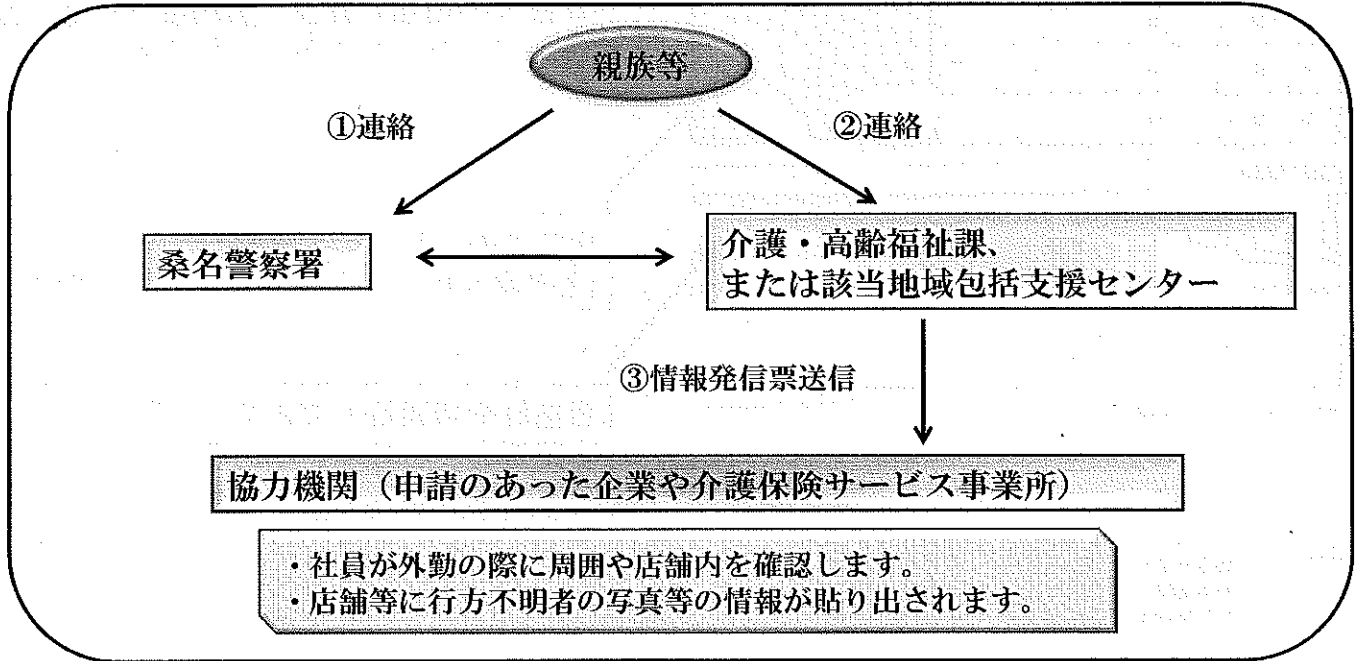 親族等
①連絡
②連絡
桑名警察署
介護・高齢福祉課、
または該当地域包括支援センター
③情報発信票送信
協力機関（申請のあった企業や介護保険サービス事業所）
・社員が外勤の際に周囲や店舗内を確認します。
・店舗等に行方不明者の写真等の情報が貼り出されます。